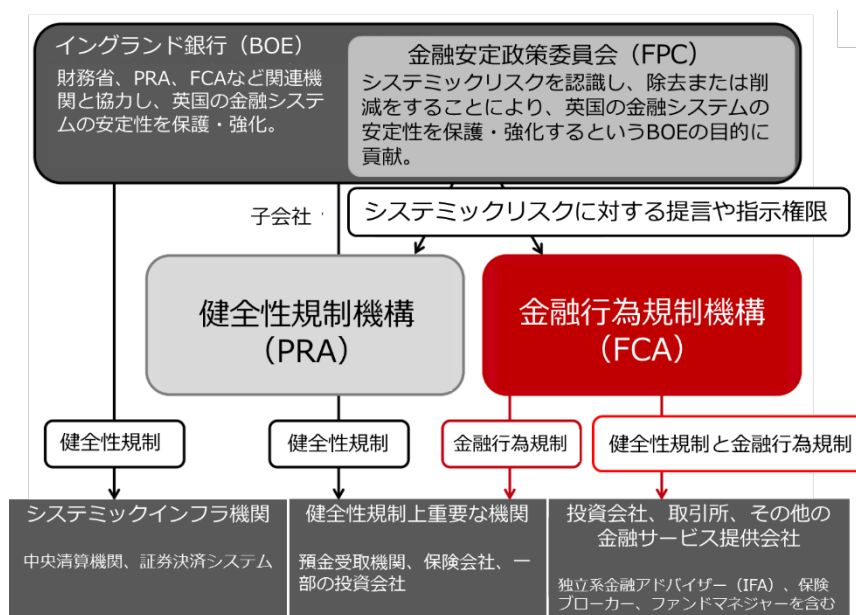 イングランド銀行（BOE）
財務省、PRA、FCAなど関連機
関と協力し、英国の金融システ
ムの安定性を保護・強化。
金融安定政策委員会（FPC）
システミックリスクを認識し、除去または削
減をすることにより、英国の金融システムの
安定性を保護・強化するというBOEの目的に
貢献。
子会社
システミックリスクに対する提言や指示権限
健全性規制機構
（PRA）
金融行為規制機構
（FCA）
健全性規制
健全性規制
金融行為規制
健全性規制と金融行為規制
システミックインフラ機関
中央清算機関、証券決済システム
健全性規制上重要な機関
預金受取機関、保険会社、一
部の投資会社
投資会社、取引所、その他の
金融サービス提供会社
独立系金融アドバイザー（IFA）、保険
ブローカー、ファンドマネジャーを含む